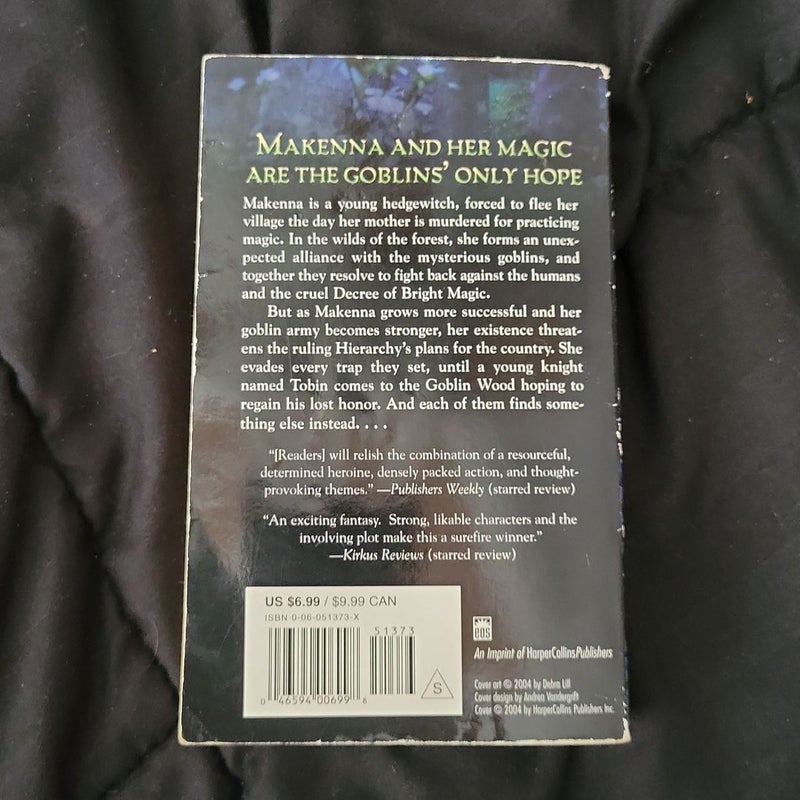 MAKENNA AND HER MAGIC
ARE THE GOBLINS' ONLY HOPE
Makenna is a young hedgewitch, forced to flee her
village the day her mother is murdered for practicing
magic. In the wilds of the forest, she forms an unex-
pected alliance with the mysterious goblins, and
together they resolve to fight back against the humans
and the cruel Decree of Bright Magic.
But as Makenna grows more successful and her
goblin army becomes stronger, her existence threat-
ens the ruling Hierarchy's plans for the country. She
evades every trap they set, until a young knight
named Tobin comes to the Goblin Wood hoping to
regain his lost honor. And each of them finds some-
thing else instead. . . .
"[Readers] will relish the combination of a resourceful,
determined heroine, densely packed action, and thought-
provoking themes." —Publishers Weekly (starred review)
"An exciting fantasy. Strong, likable characters and the
involving plot make this a surefire winner."
—Kirkus Reviews (starred review)
US $6.99 / $9.99 CAN
ISBN 0-06-051373-X
51373
0 46594 00699 8
S
eos
An Imprint of HarperCollinsPublishers
Cover art © 2004 by Debra Lill
Cover design by Andrea Vandergrift
Cover © 2004 by HarperCollins Publishers Inc.